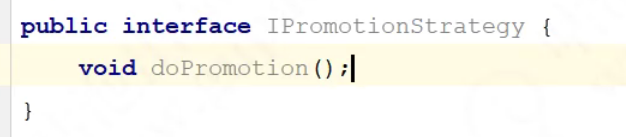 public interface IPromotionStrategy {
    void doPromotion();
}